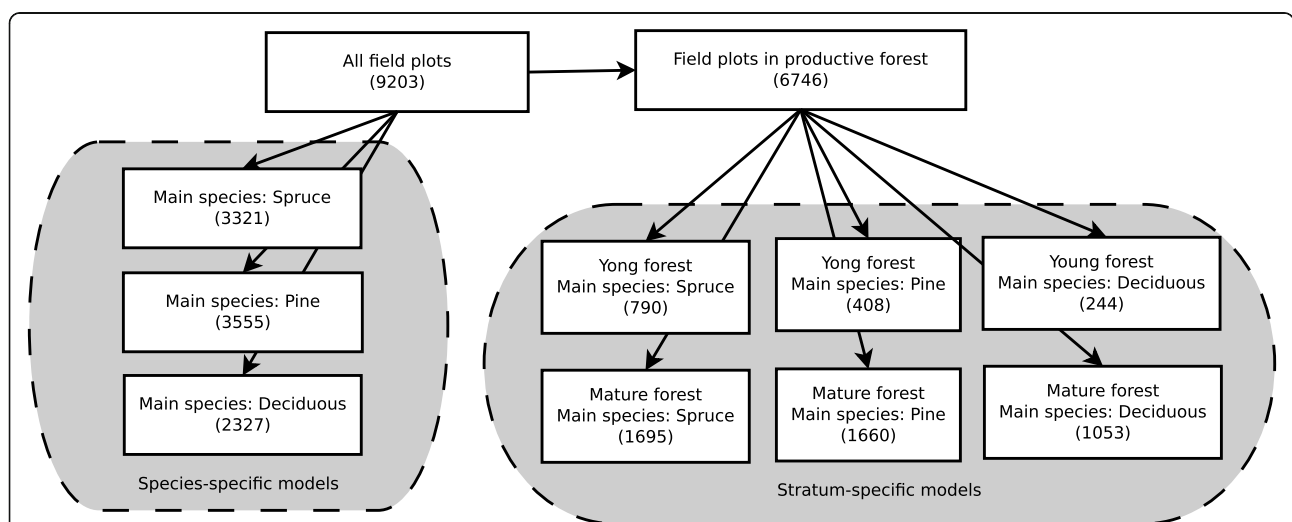 All field plots
(9203)
Field plots in productive forest
(6746)
Main species: Spruce
(3321)
Main species: Pine
(3555)
Main species: Deciduous
(2327)
Species-specific models
Yong forest
Main species: Spruce
(790)
Yong forest
Main species: Pine
(408)
Young forest
Main species: Deciduous
(244)
Mature forest
Main species: Spruce
(1695)
Mature forest
Main species: Pine
(1660)
Mature forest
Main species: Deciduous
(1053)
Stratum-specific models